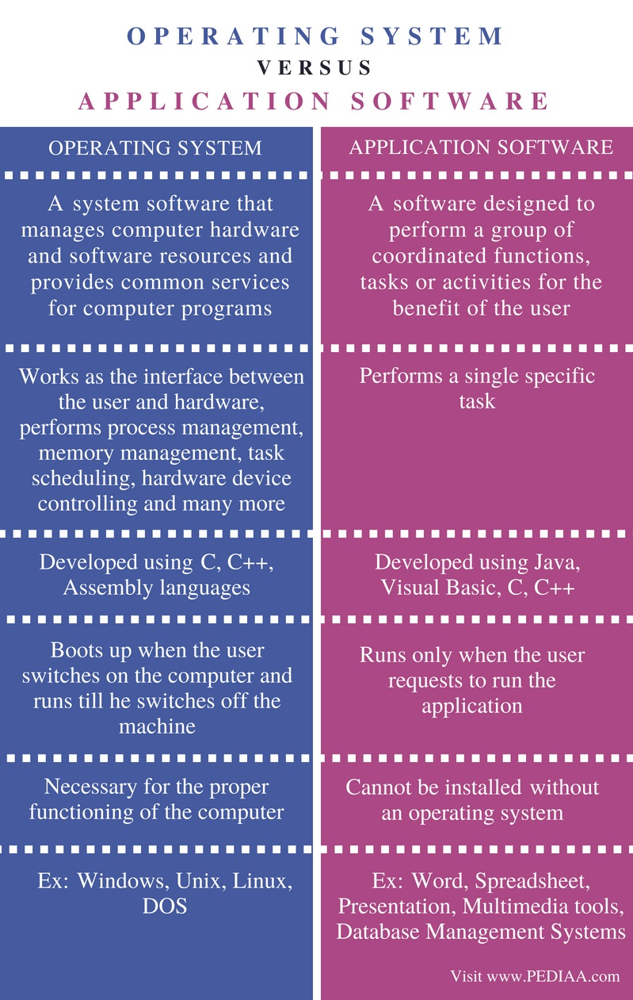 OPERATING SYSTEM
VERSUS
APPLICATION SOFTWARE
OPERATING SYSTEM
A system software that
manages computer hardware
and software resources and
provides common services
for computer programs
Works as the interface between
the user and hardware,
performs process management,
memory management, task
scheduling, hardware device
controlling and many more
Developed using C, C++,
Assembly languages
Boots up when the user
switches on the computer and
runs till he switches off the
machine
Necessary for the proper
functioning of the computer
Ex: Windows, Unix, Linux,
DOS
APPLICATION SOFTWARE
A software designed to
perform a group of
coordinated functions,
tasks or activities for the
benefit of the user
Performs a single specific
task
Developed using Java,
Visual Basic, C, C++
Runs only when the user
requests to run the
application
Cannot be installed without
an operating system
Ex: Word, Spreadsheet,
Presentation, Multimedia tools,
Database Management Systems
Visit www.PEDIAA.com